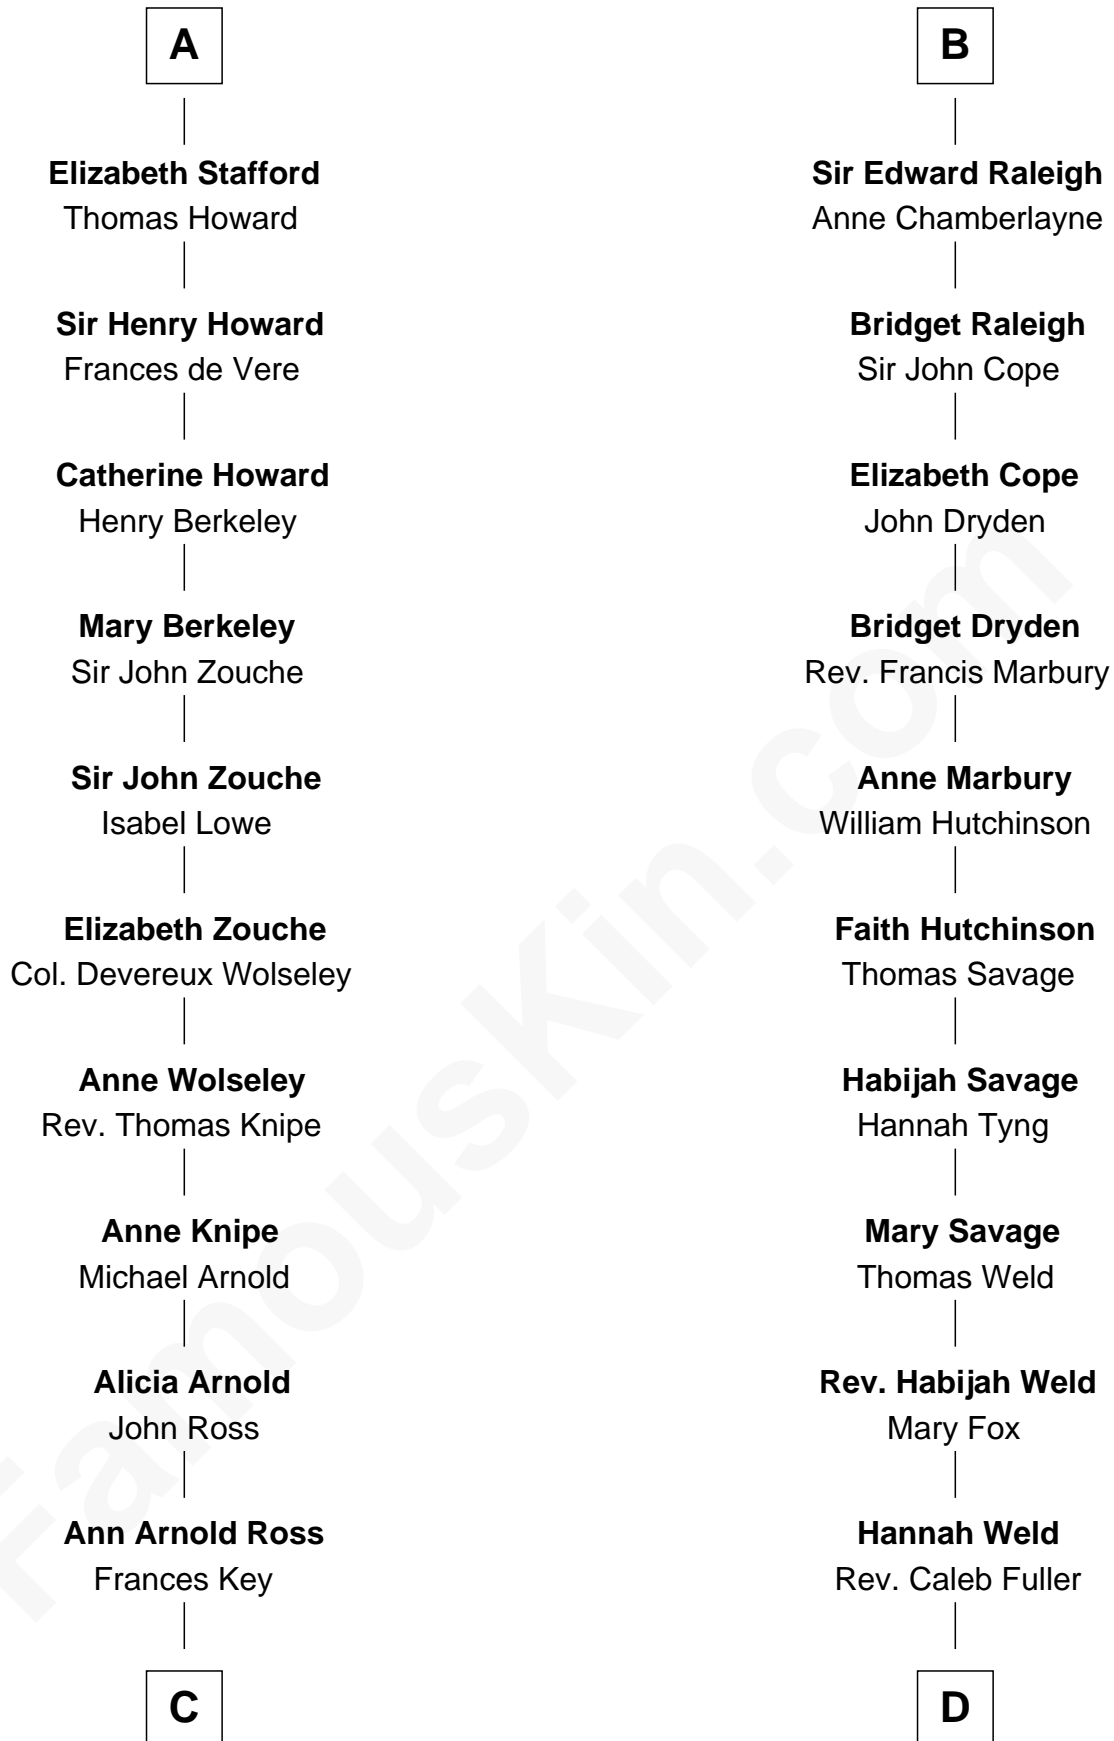 A
Elizabeth Stafford
Thomas Howard
Sir Henry Howard
Frances de Vere
Catherine Howard
Henry Berkeley
Mary Berkeley
Sir John Zouche
Sir John Zouche
Isabel Lowe
Elizabeth Zouche
Col. Devereux Wolseley
Anne Wolseley
Rev. Thomas Knipe
Anne Knipe
Michael Arnold
Alicia Arnold
John Ross
Ann Arnold Ross
Frances Key
C
B
Sir Edward Raleigh
Anne Chamberlayne
Bridget Raleigh
Sir John Cope
Elizabeth Cope
John Dryden
Bridget Dryden
Rev. Francis Marbury
Anne Marbury
William Hutchinson
Faith Hutchinson
Thomas Savage
Habijah Savage
Hannah Tyng
Mary Savage
Thomas Weld
Rev. Habijah Weld
Mary Fox
Hannah Weld
Rev. Caleb Fuller
D
FamousKin.com